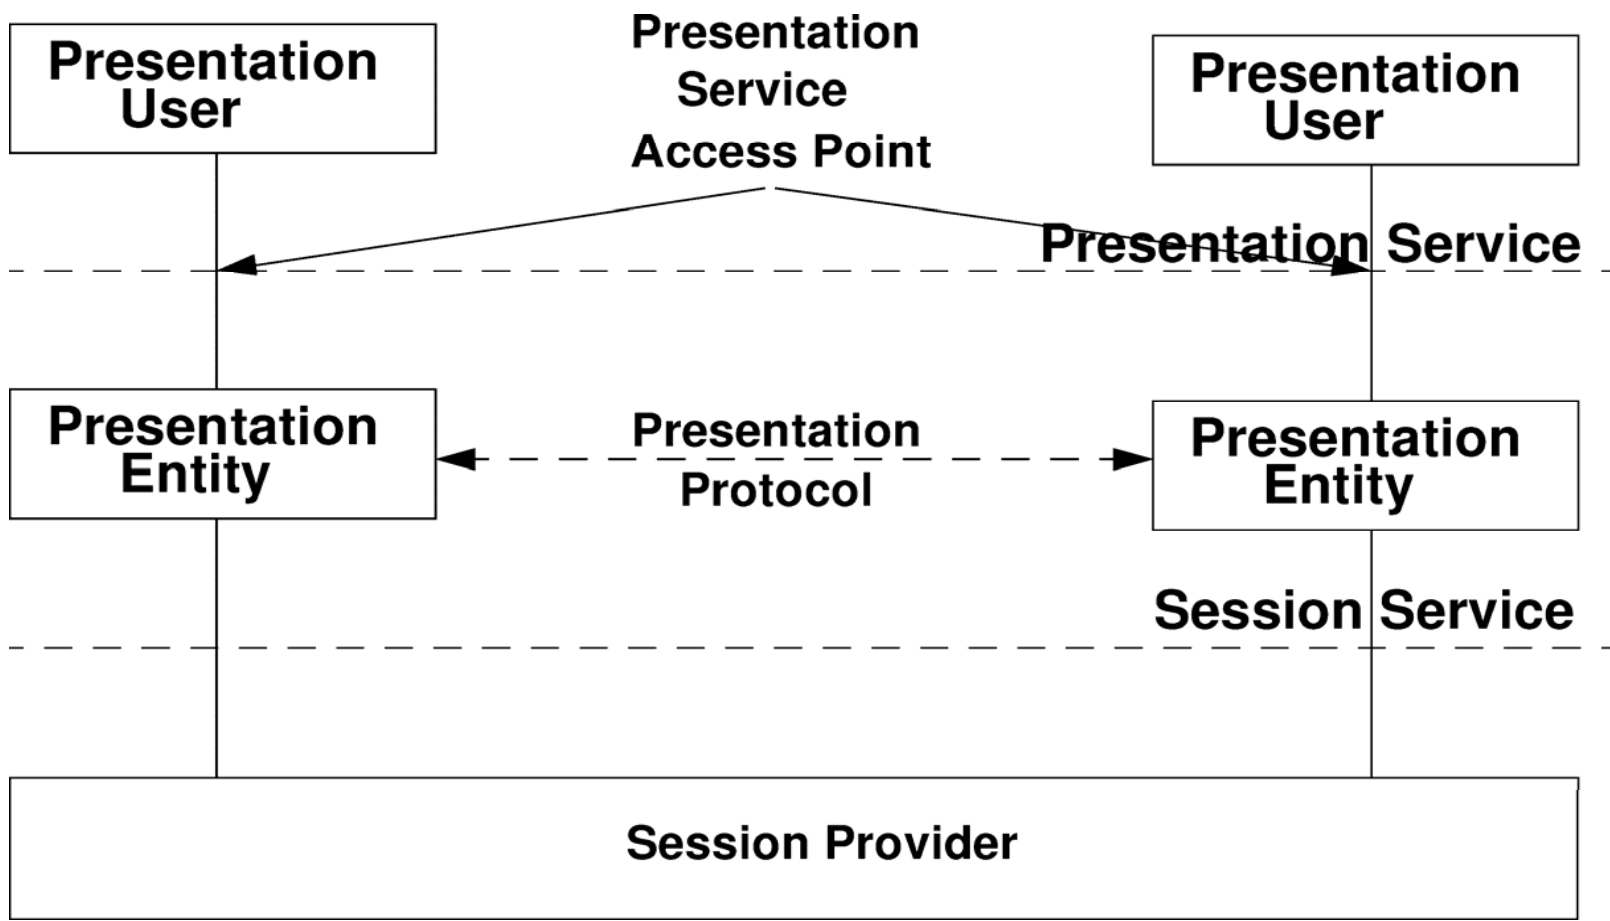 Presentation
User
Presentation
Service
Access Point
Presentation
User
Presentation Service
Presentation
Entity
Presentation
Protocol
Presentation
Entity
Session Service
Session Provider